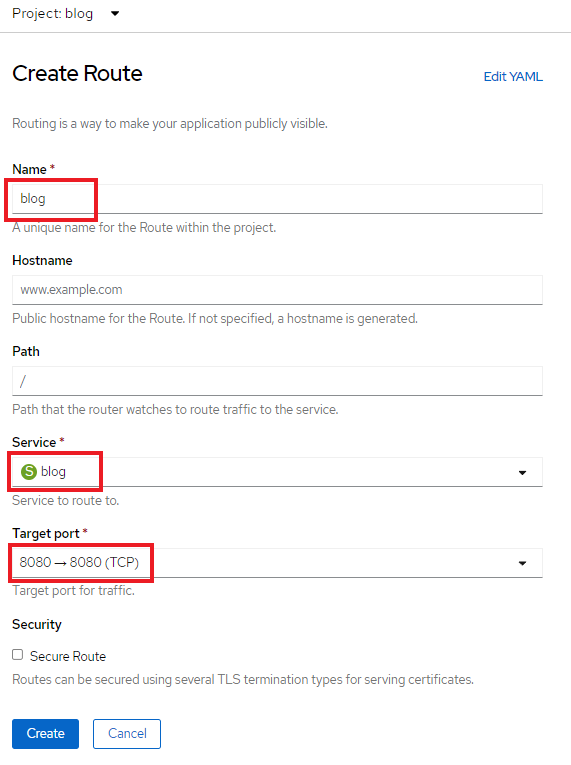 Project: blog
Create Route
Edit YAML
Routing is a way to make your application publicly visible.
Name *
blog
A unique name for the Route within the project.
Hostname
www.example.com
Public hostname for the Route. If not specified, a hostname is generated.
Path
/
Path that the router watches to route traffic to the service.
Service *
S blog
Service to route to.
Target port *
8080 → 8080 (TCP)
Target port for traffic.
Security
Secure Route
Routes can be secured using several TLS termination types for serving certificates.
Create
Cancel